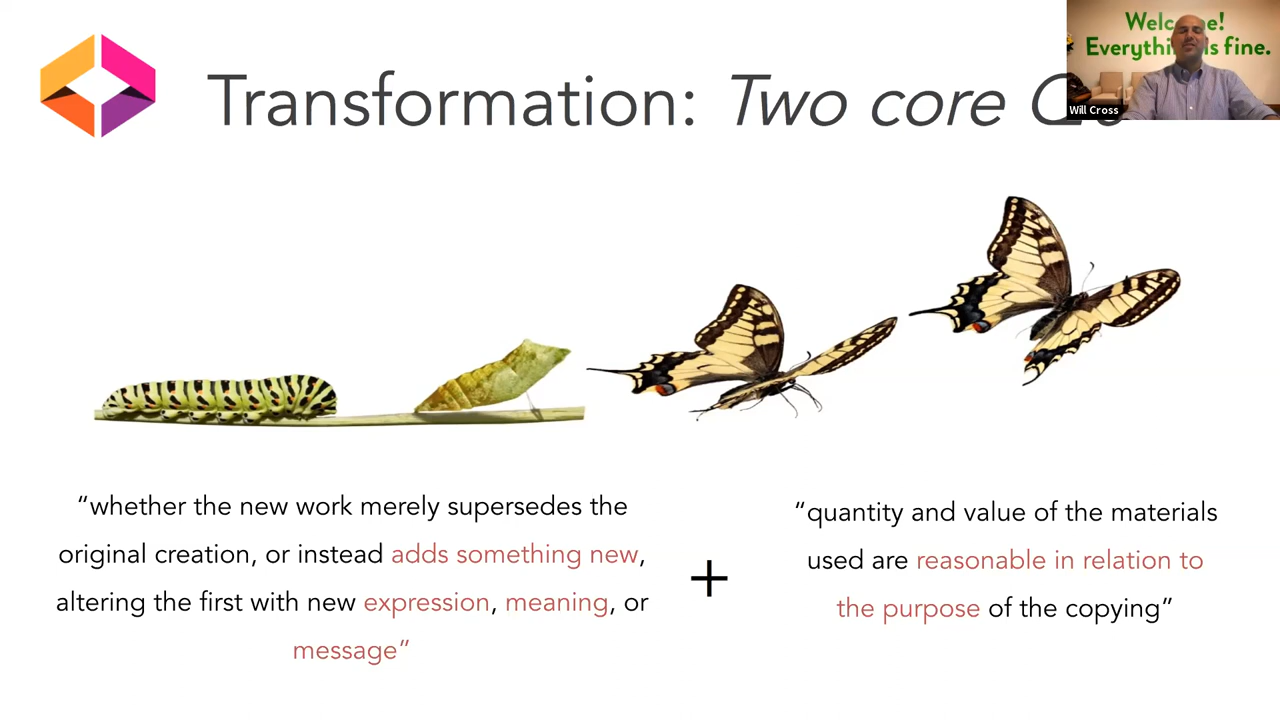 Welc e!
Everythi s fine.
Will Cross
Transformation: Two core Qs
“whether the new work merely supersedes the
original creation, or instead adds something new,
altering the first with new expression, meaning, or
message”
+
“quantity and value of the materials
used are reasonable in relation to
the purpose of the copying”